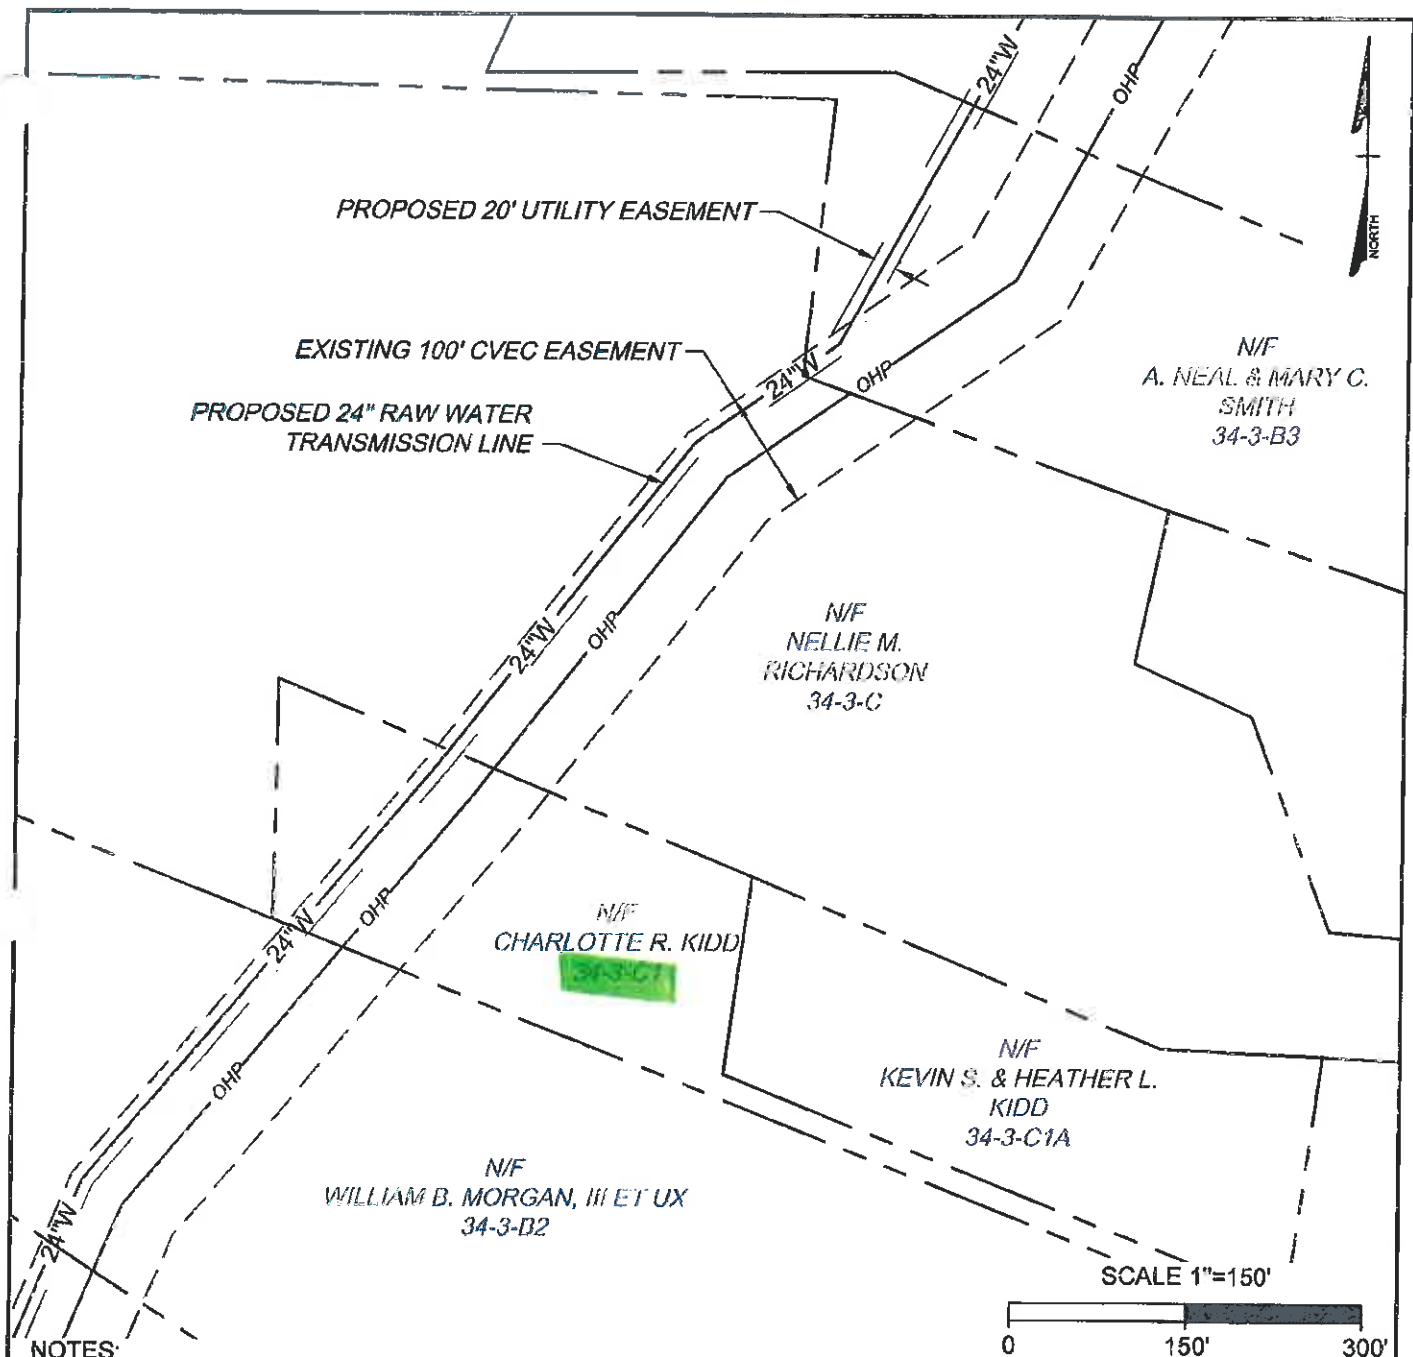 24"W
OHP
PROPOSED 20' UTILITY EASEMENT
NORTH
EXISTING 100' CVEC EASEMENT
24"W
OHP
N/F
A. NEAL & MARY C.
SMITH
34-3-B3
PROPOSED 24" RAW WATER
TRANSMISSION LINE
24"W
OHP
N/F
NELLIE M.
RICHARDSON
34-3-C
24"W
OHP
N/F
CHARLOTTE R. KIDD
34-3-C1
OHP
N/F
KEVIN S. & HEATHER L.
KIDD
34-3-C1A
N/F
WILLIAM B. MORGAN, III ET UX
34-3-B2
24"W
SCALE 1"=150'
0 150' 300'
NOTES: